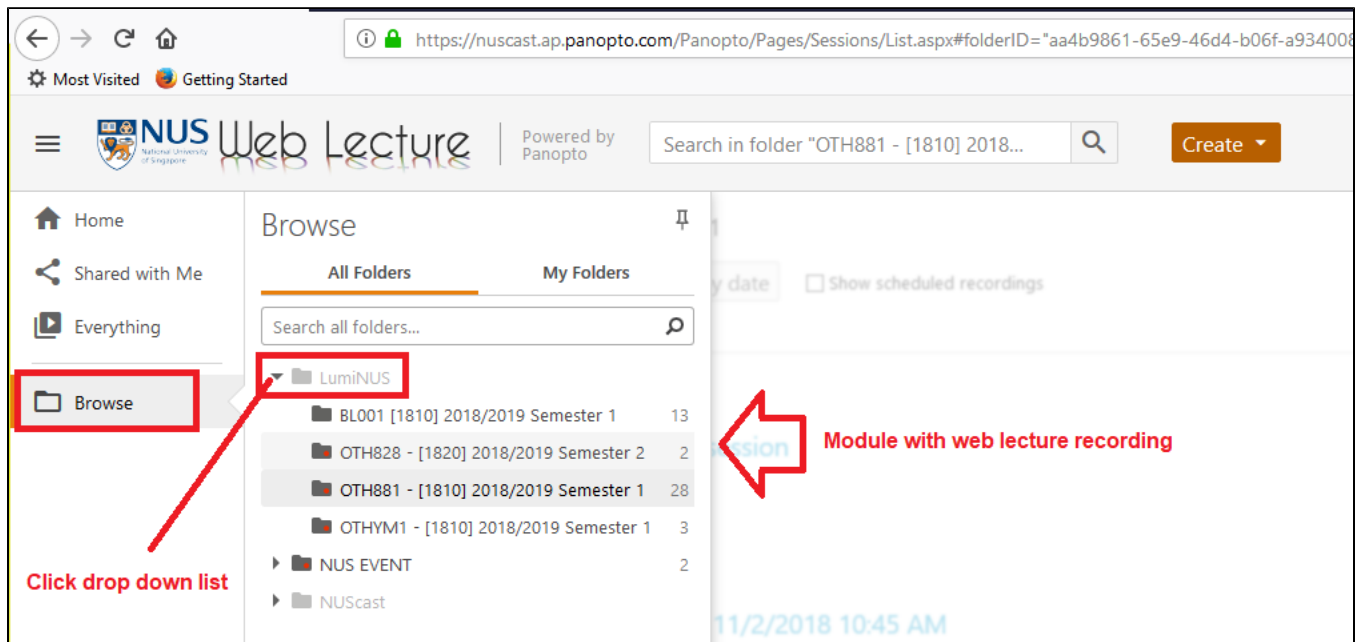 https://nuscast.ap.panopto.com/Panopto/Pages/Sessions/List.aspx#folderID="aa4b9861-65e9-46d4-b06f-a934008
Most Visited Getting Started
NUS
National University
of Singapore
Web Lecture
Powered by
Panopto
Search in folder "OTH881 - [1810] 2018...
Create
Home
Shared with Me
Everything
Browse
Browse
All Folders My Folders
Search all folders...
LumiNUS
BL001 [1810] 2018/2019 Semester 1 13
OTH828 - [1820] 2018/2019 Semester 2 2
OTH881 - [1810] 2018/2019 Semester 1 28
OTHYM1 - [1810] 2018/2019 Semester 1 3
NUS EVENT 2
NUScast
Click drop down list
1
y date Show scheduled recordings
session
Module with web lecture recording
11/2/2018 10:45 AM